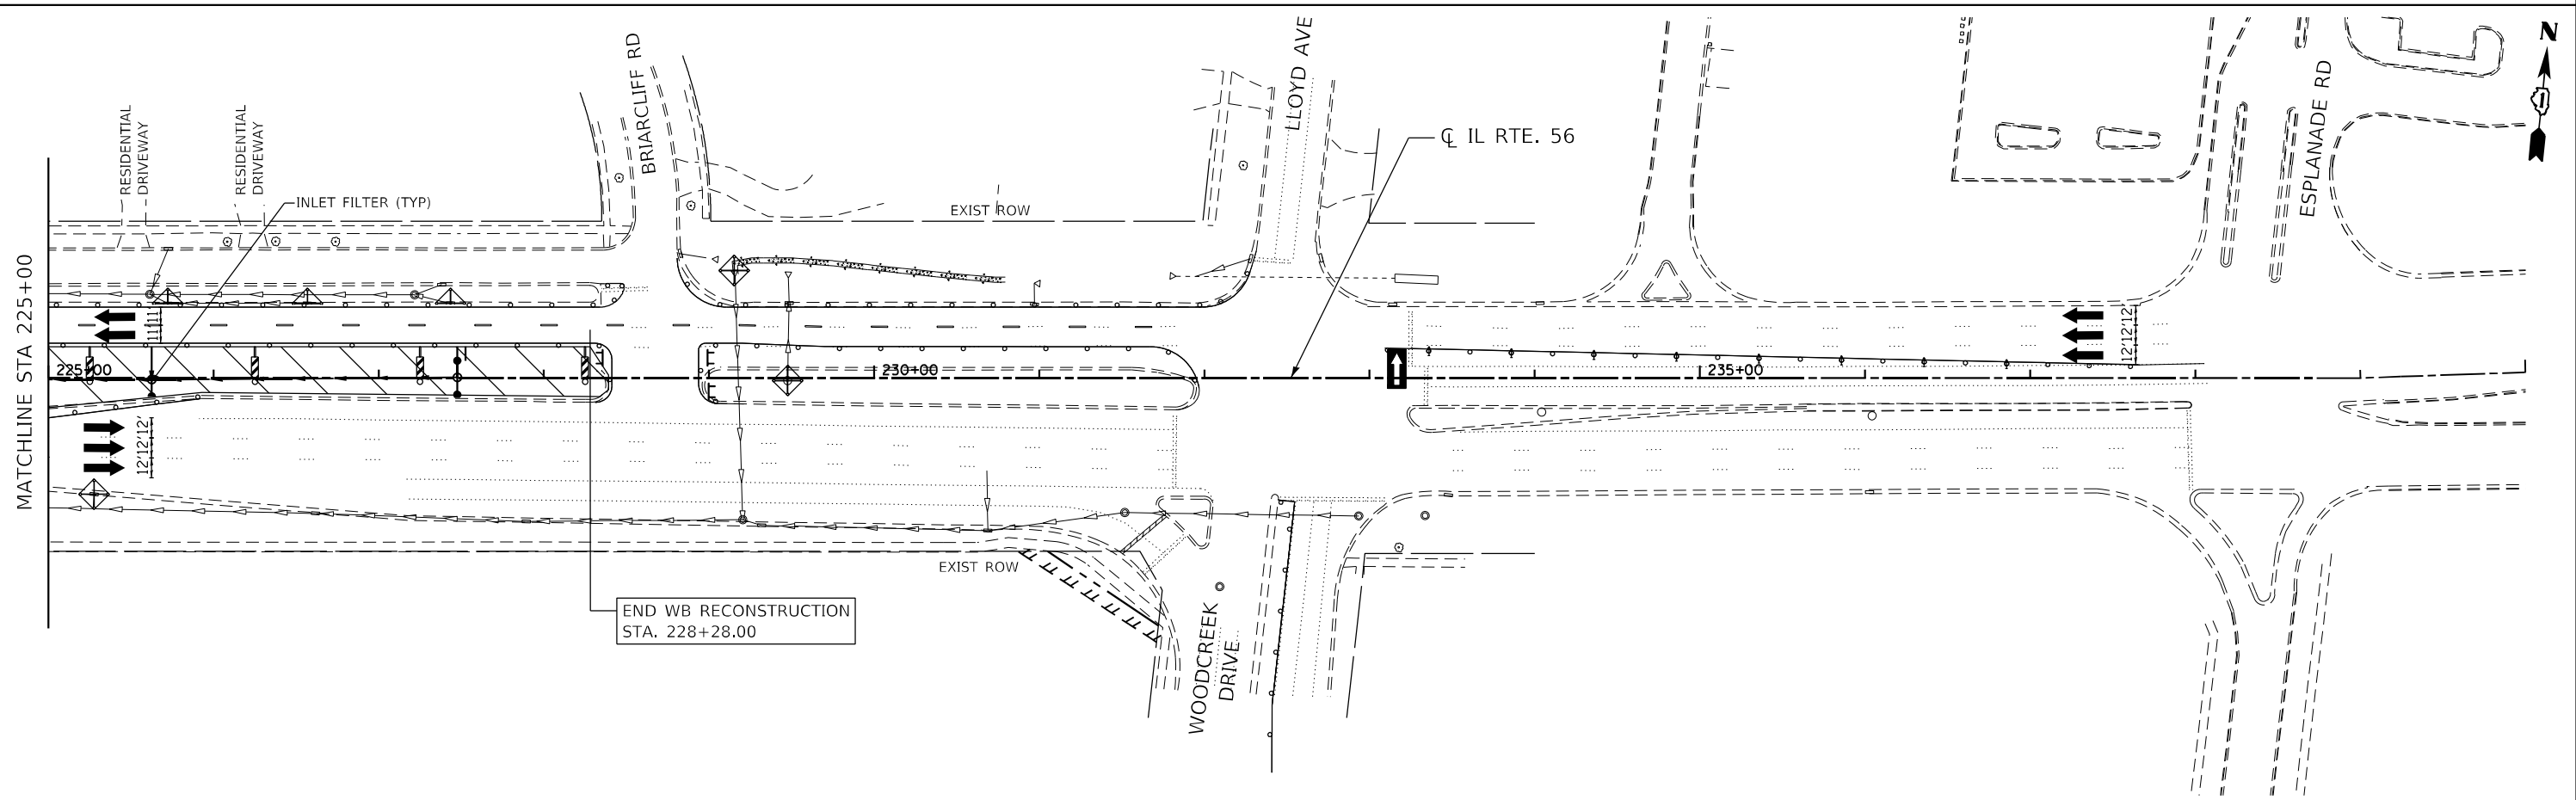 RESIDENTIAL
DRIVEWAY
RESIDENTIAL
DRIVEWAY
INLET FILTER (TYP)
BRIARCLIFF RD
EXIST ROW
LLOYD AVE
℄ IL RTE. 56
ESPLANADE RD
N
MATCHLINE STA 225+00
11'11'
12'12'12'
225+00
230+00
235+00
12'12'12'
EXIST ROW
END WB RECONSTRUCTION
STA. 228+28.00
WOODCREEK
DRIVE